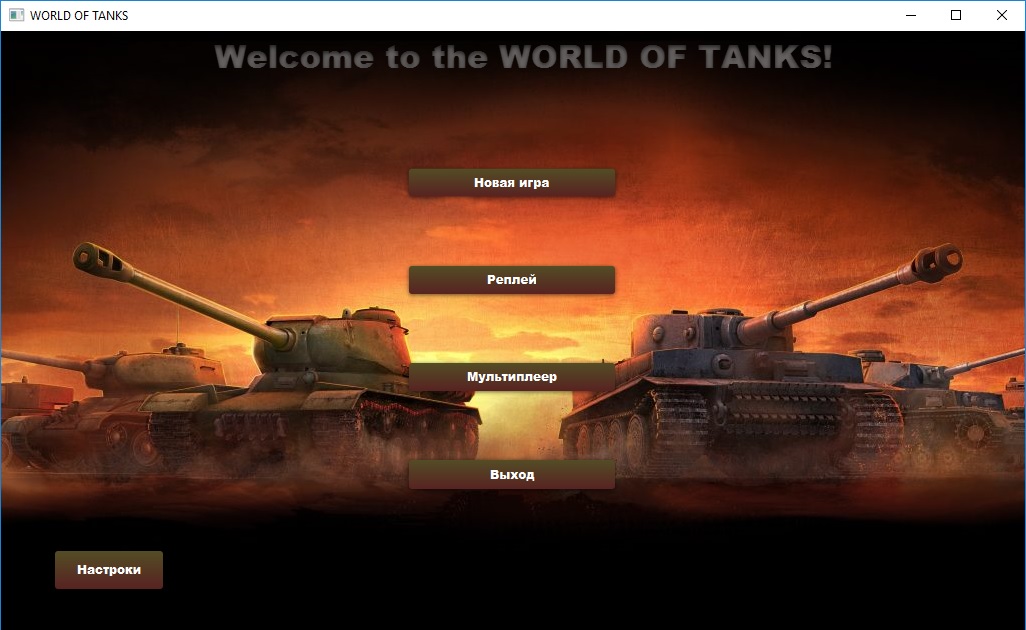 WORLD OF TANKS
Welcome to the WORLD OF TANKS!
Новая игра
Реплей
Мультиплеер
Выход
Настроки